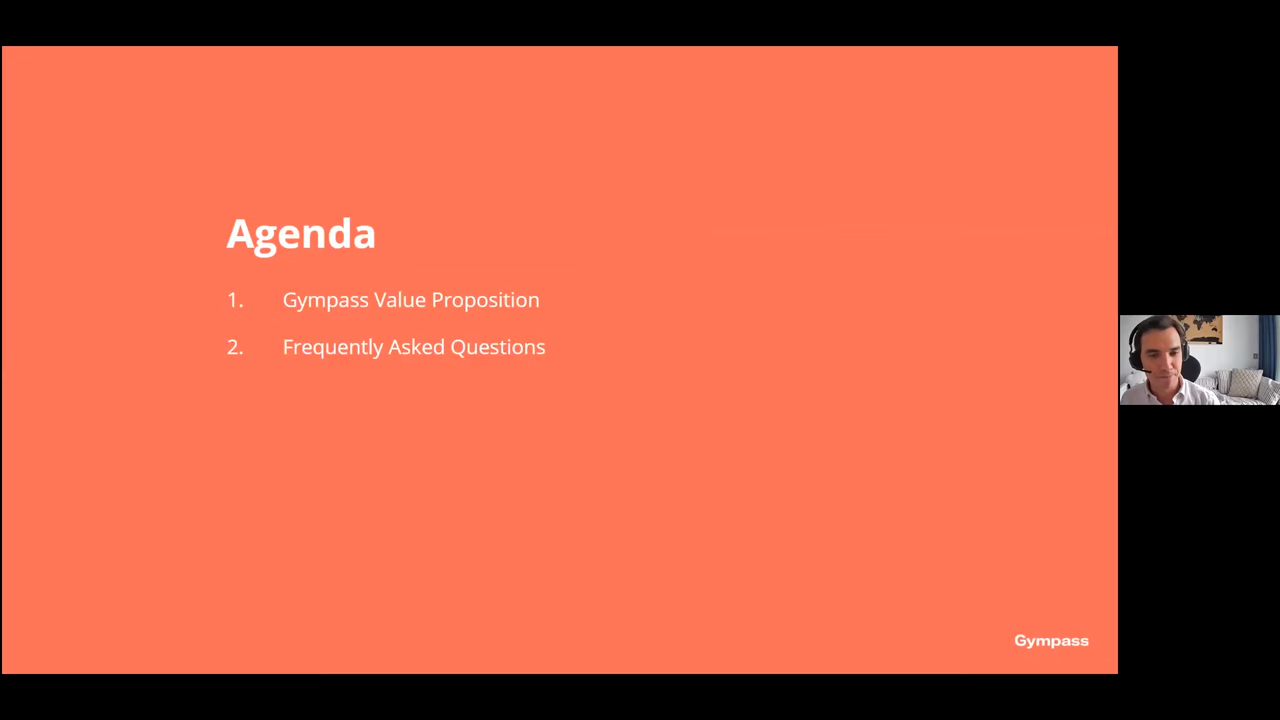 Agenda
1. Gympass Value Proposition
2. Frequently Asked Questions
Gympass